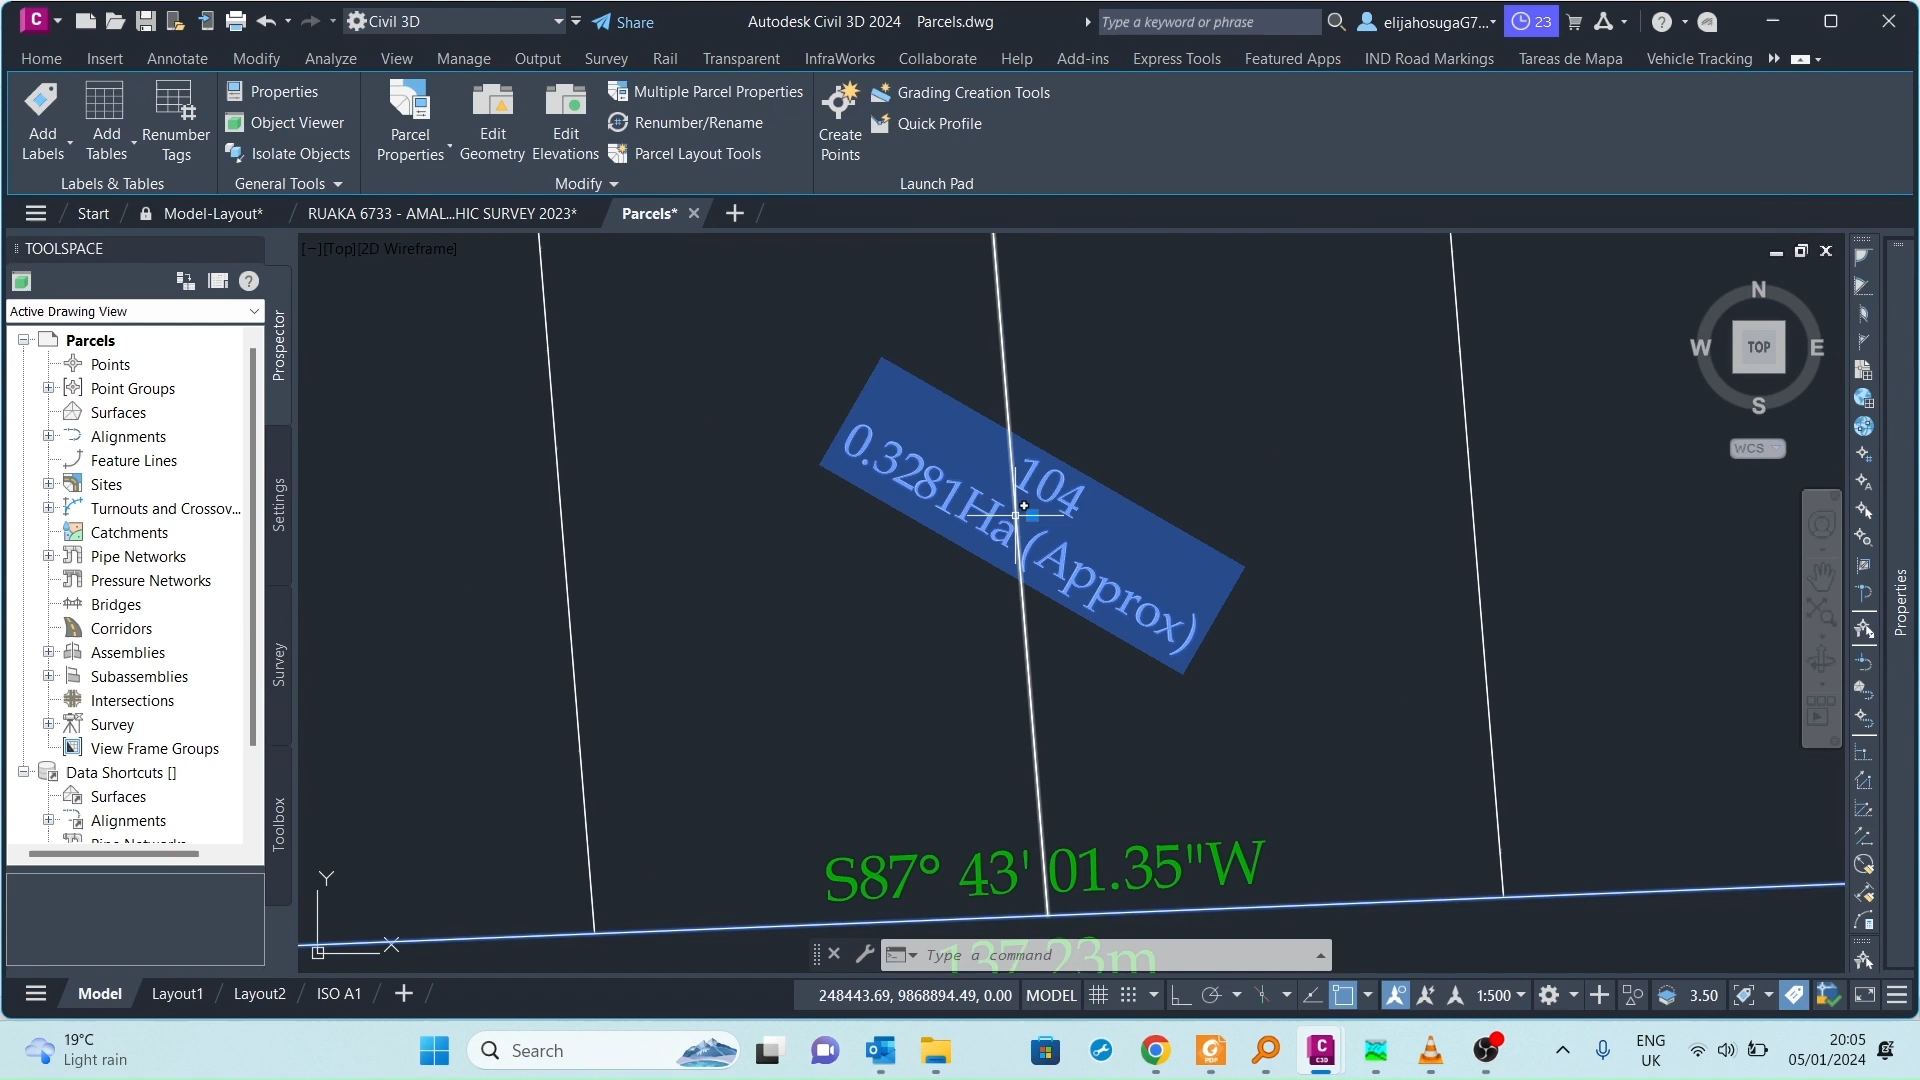 C
Civil 3D
Share
Autodesk Civil 3D 2024 Parcels.dwg
Type a keyword or phrase
elijahosugaG7...
23
Home Insert Annotate Modify Analyze View Manage Output Survey Rail Transparent InfraWorks Collaborate Help Add-ins Express Tools Featured Apps IND Road Markings Tareas de Mapa Vehicle Tracking
Add Labels
Add Tables
Renumber Tags
Labels & Tables
Properties
Object Viewer
Isolate Objects
General Tools
Parcel Properties
Edit Geometry
Edit Elevations
Multiple Parcel Properties
Renumber/Rename
Parcel Layout Tools
Modify
Create Points
Grading Creation Tools
Quick Profile
Launch Pad
Start
Model-Layout*
RUAKA 6733 - AMAL...HIC SURVEY 2023*
Parcels*
TOOLSPACE
Active Drawing View
Parcels
Points
Point Groups
Surfaces
Alignments
Feature Lines
Sites
Turnouts and Crossov...
Catchments
Pipe Networks
Pressure Networks
Bridges
Corridors
Assemblies
Subassemblies
Intersections
Survey
View Frame Groups
Data Shortcuts []
Surfaces
Alignments
Pipe Networks
Prospector
Settings
Survey
Toolbox
[−][Top][2D Wireframe]
104
0.3281Ha(Approx)
S87° 43' 01.35"W
137.23m
Y
X
N
W
TOP
E
S
WCS
Properties
Type a command
Model
Layout1
Layout2
ISO A1
248443.69, 9868894.49, 0.00
MODEL
1:500
3.50
19°C
Light rain
Search
C
C3D
ENG
UK
20:05
05/01/2024